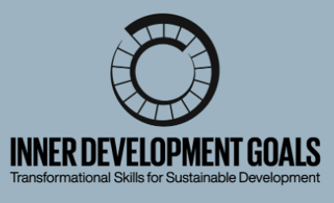 INNER DEVELOPMENT GOALS
Transformational Skills for Sustainable Development